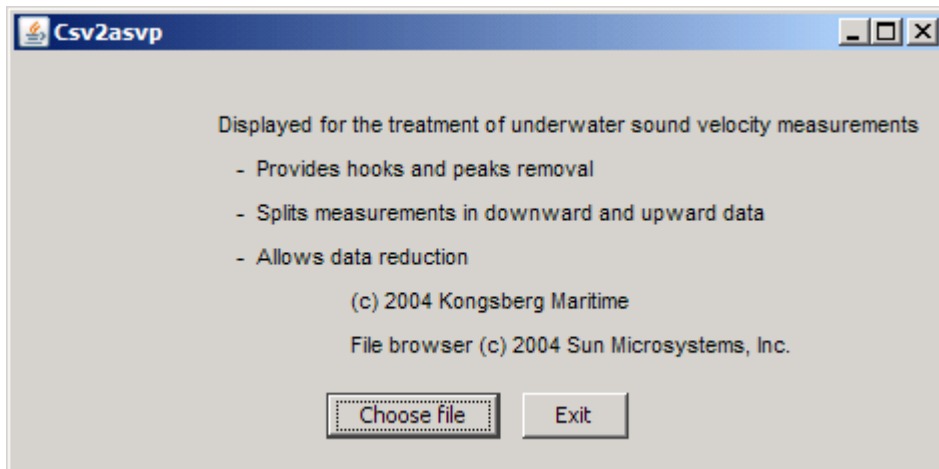 Csv2asvp
Displayed for the treatment of underwater sound velocity measurements
- Provides hooks and peaks removal
- Splits measurements in downward and upward data
- Allows data reduction
(c) 2004 Kongsberg Maritime
File browser (c) 2004 Sun Microsystems, Inc.
Choose file Exit